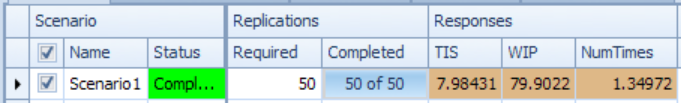 Scenario Replications Responses
Name Status Required Completed TIS WIP NumTimes
Scenario1 Compl... 50 50 of 50 7.98431 79.9022 1.34972